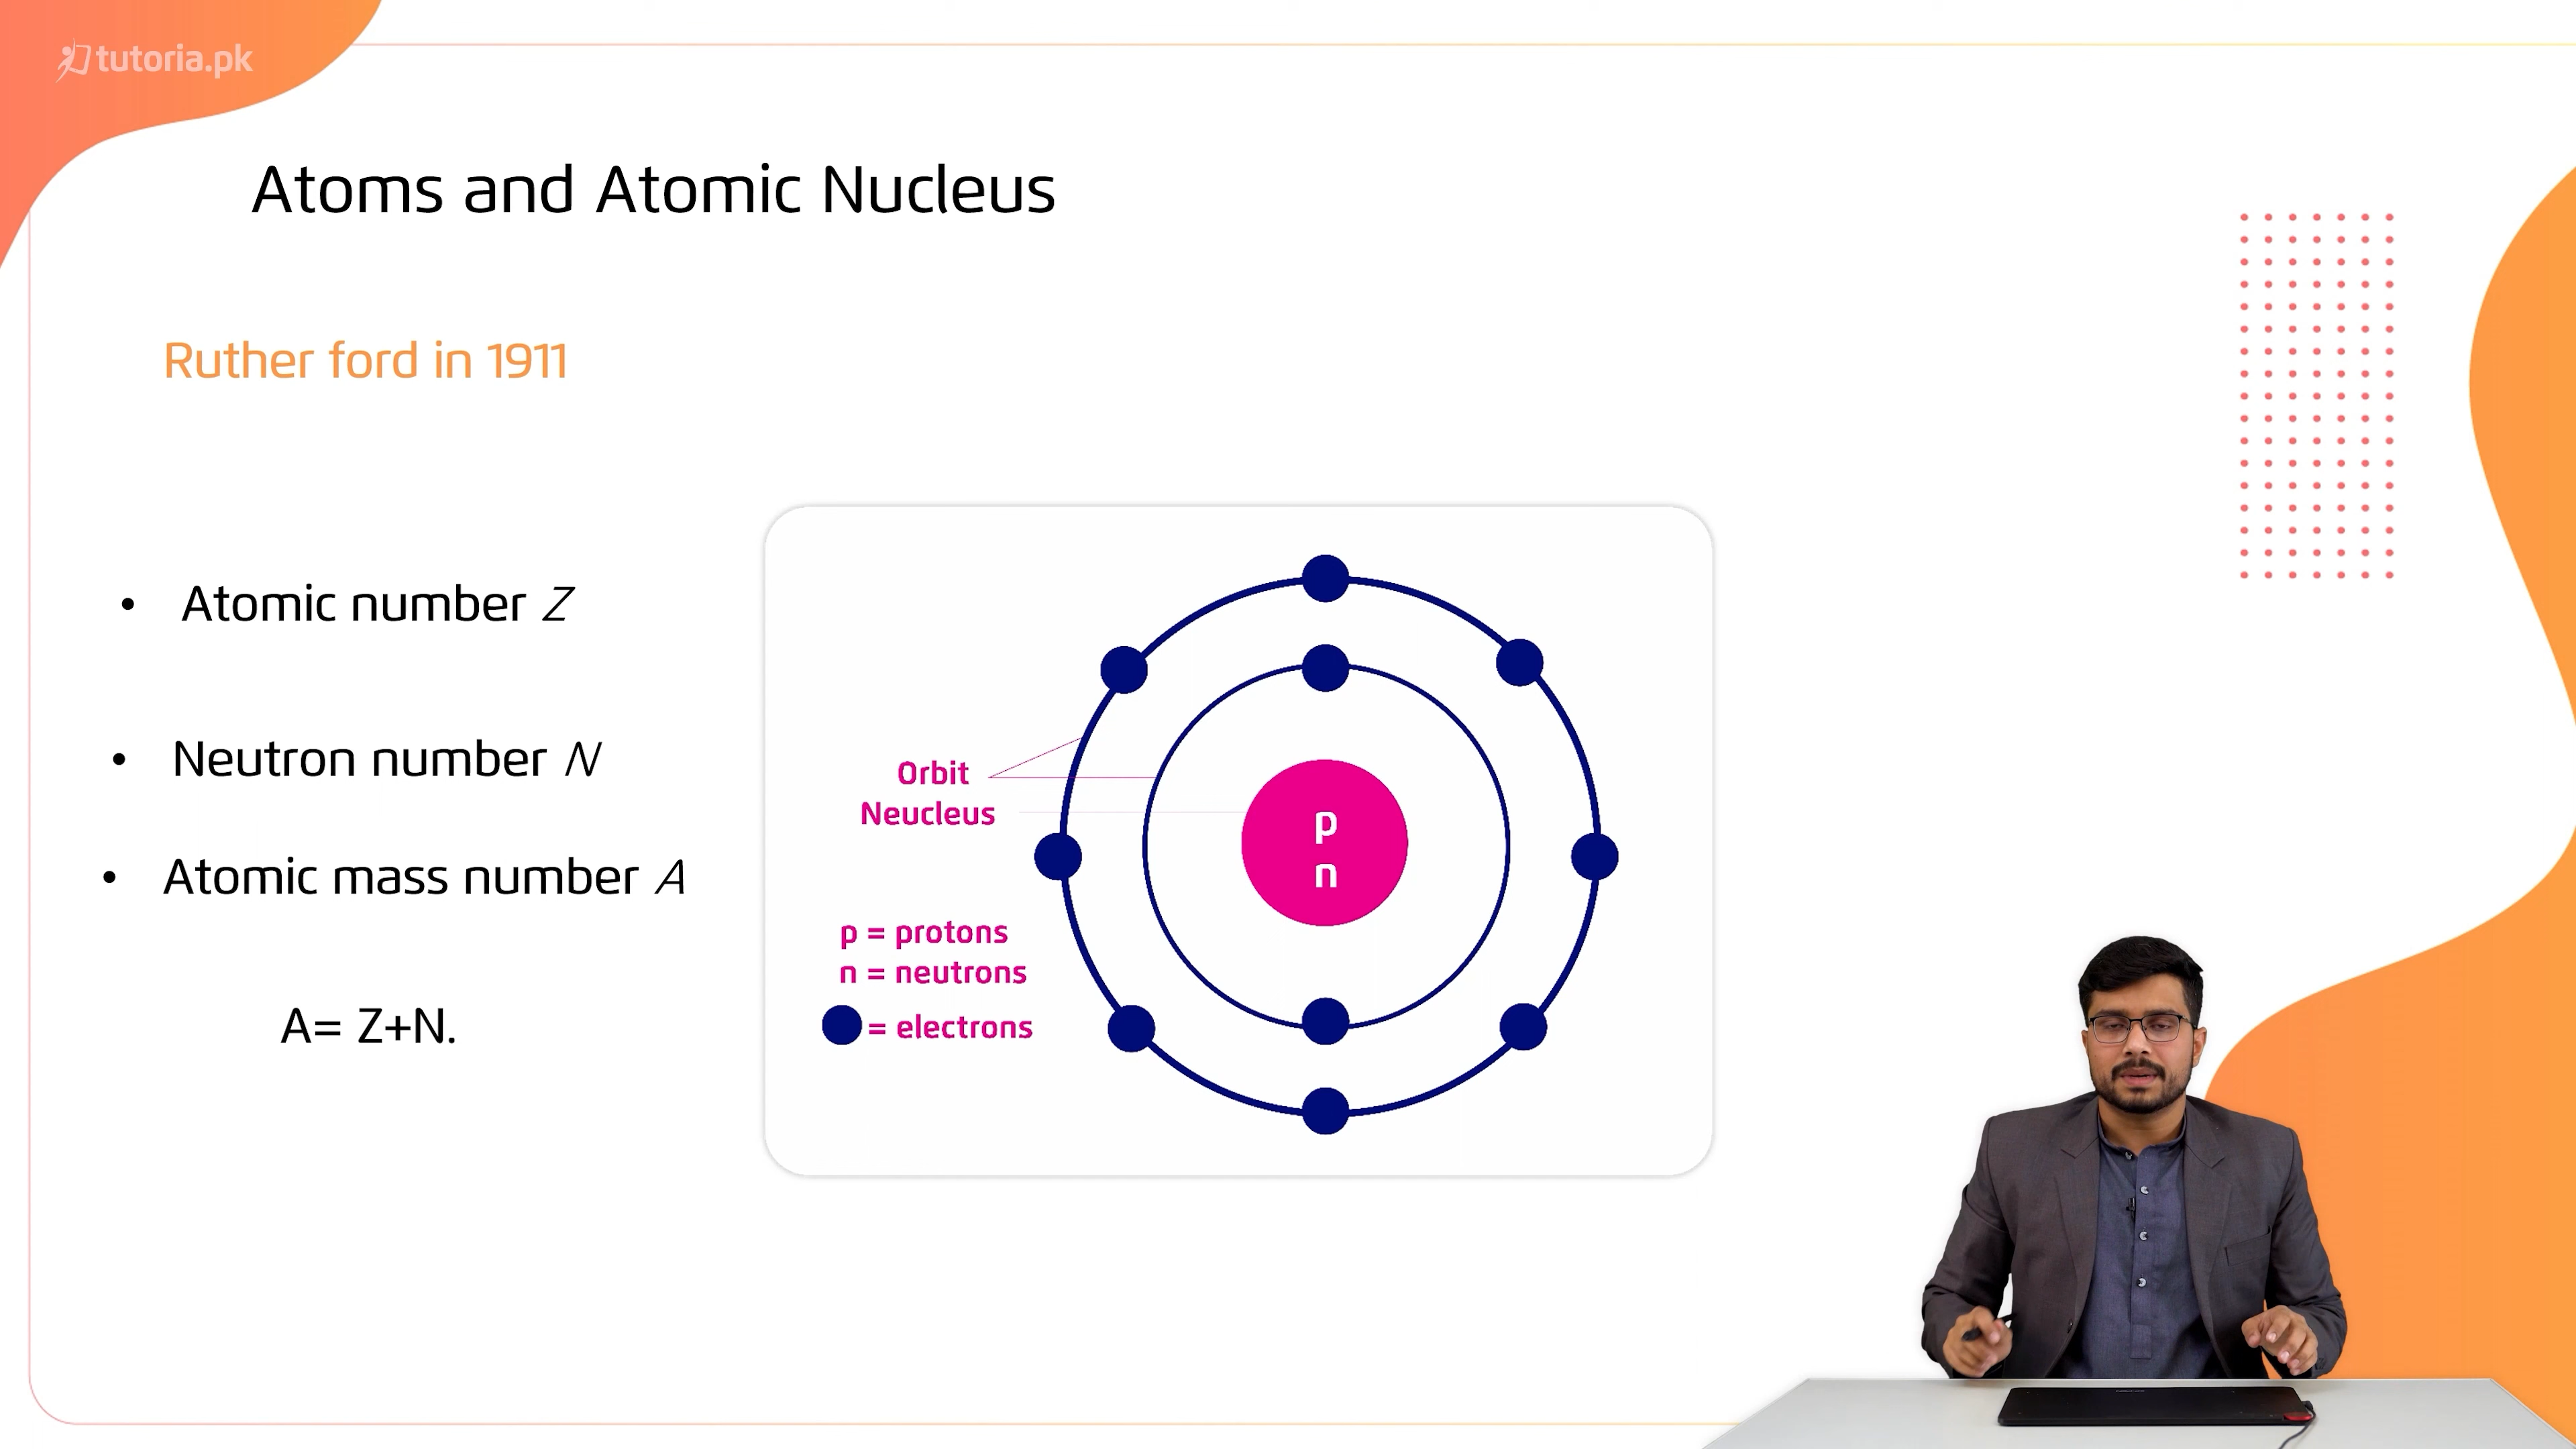 tutoria.pk
Atoms and Atomic Nucleus
Ruther ford in 1911
• Atomic number Z
• Neutron number N
• Atomic mass number A
A= Z+N.
Orbit
Neucleus
p
n
p = protons
n = neutrons
= electrons